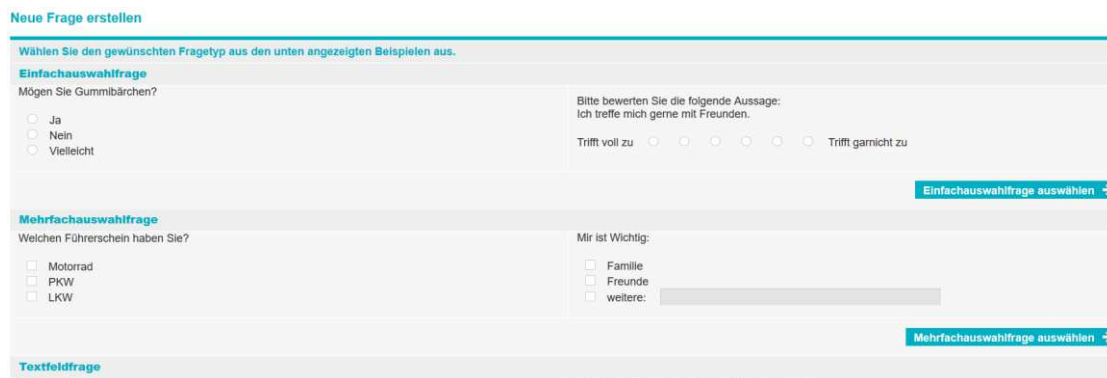 Neue Frage erstellen
Wählen Sie den gewünschten Fragetyp aus den unten angezeigten Beispielen aus.
Einfachauswahlfrage
Mögen Sie Gummibärchen?
Ja
Nein
Vielleicht
Bitte bewerten Sie die folgende Aussage:
Ich treffe mich gerne mit Freunden.
Trifft voll zu Trifft garnicht zu
Einfachauswahlfrage auswählen
Mehrfachauswahlfrage
Welchen Führerschein haben Sie?
Motorrad
PKW
LKW
Mir ist Wichtig:
Familie
Freunde
weitere:
Mehrfachauswahlfrage auswählen
Textfeldfrage